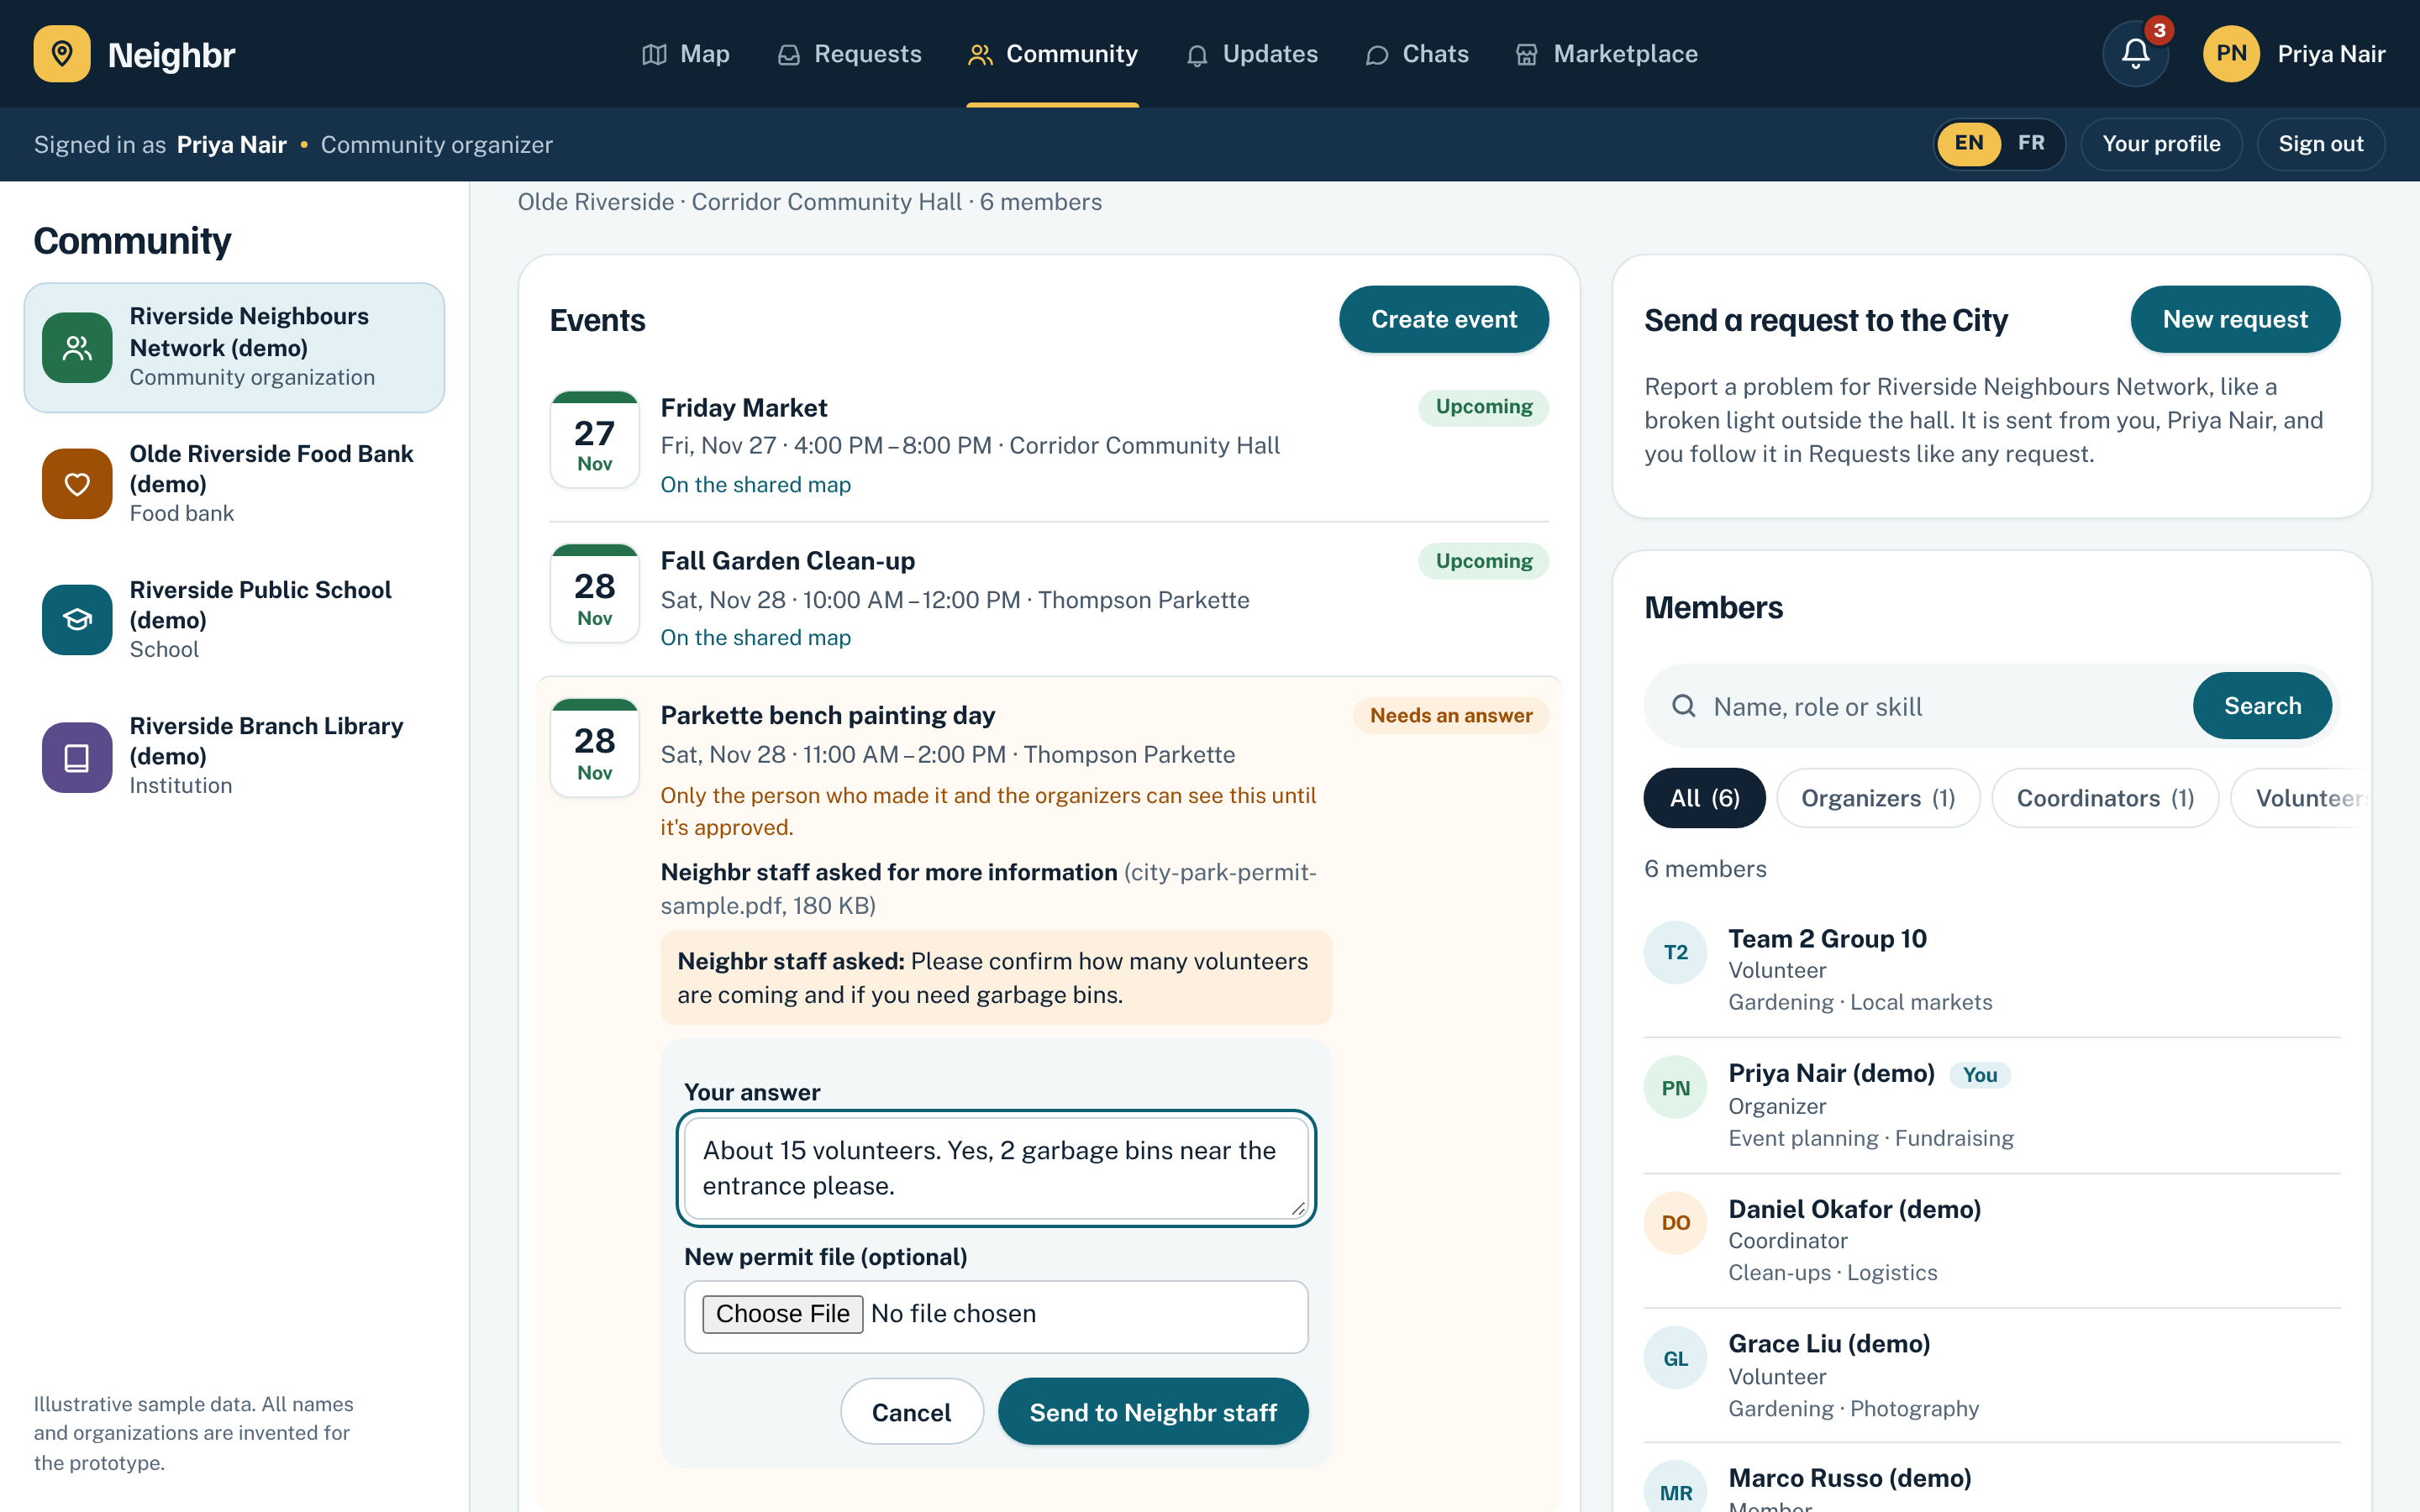 Neighbr
Map
Requests
Community
Updates
Chats
Marketplace
3
PN
Priya Nair
Signed in as Priya Nair • Community organizer
EN
FR
Your profile
Sign out
Community
Riverside Neighbours
Network (demo)
Community organization
Olde Riverside Food Bank
(demo)
Food bank
Riverside Public School
(demo)
School
Riverside Branch Library
(demo)
Institution
Illustrative sample data. All names
and organizations are invented for
the prototype.
Olde Riverside · Corridor Community Hall · 6 members
Events
Create event
27
Nov
Friday Market
Upcoming
Fri, Nov 27 · 4:00 PM – 8:00 PM · Corridor Community Hall
On the shared map
28
Nov
Fall Garden Clean-up
Upcoming
Sat, Nov 28 · 10:00 AM – 12:00 PM · Thompson Parkette
On the shared map
28
Nov
Parkette bench painting day
Needs an answer
Sat, Nov 28 · 11:00 AM – 2:00 PM · Thompson Parkette
Only the person who made it and the organizers can see this until
it's approved.
Neighbr staff asked for more information (city-park-permit-
sample.pdf, 180 KB)
Neighbr staff asked: Please confirm how many volunteers
are coming and if you need garbage bins.
Your answer
About 15 volunteers. Yes, 2 garbage bins near the
entrance please.
New permit file (optional)
Choose File No file chosen
Cancel
Send to Neighbr staff
Send a request to the City
New request
Report a problem for Riverside Neighbours Network, like a
broken light outside the hall. It is sent from you, Priya Nair, and
you follow it in Requests like any request.
Members
Name, role or skill
Search
All (6)
Organizers (1)
Coordinators (1)
Volunteers
6 members
T2
Team 2 Group 10
Volunteer
Gardening · Local markets
PN
Priya Nair (demo)
You
Organizer
Event planning · Fundraising
DO
Daniel Okafor (demo)
Coordinator
Clean-ups · Logistics
GL
Grace Liu (demo)
Volunteer
Gardening · Photography
MR
Marco Russo (demo)
Member